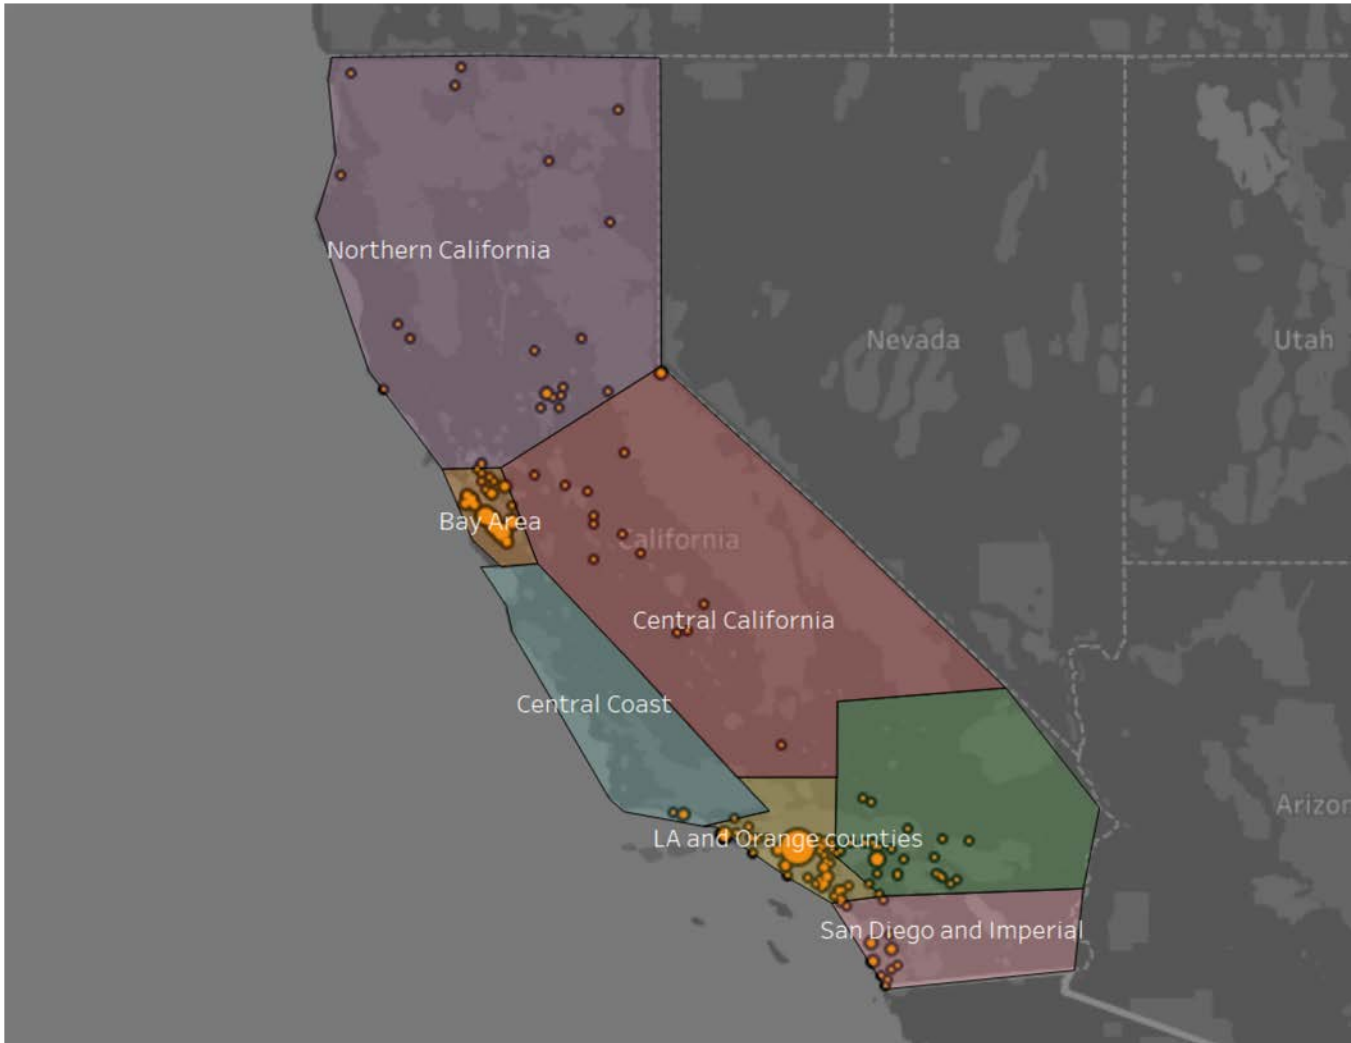 Northern California
Nevada
Utah
Bay Area
California
Central California
Central Coast
Arizon
LA and Orange counties
San Diego and Imperial